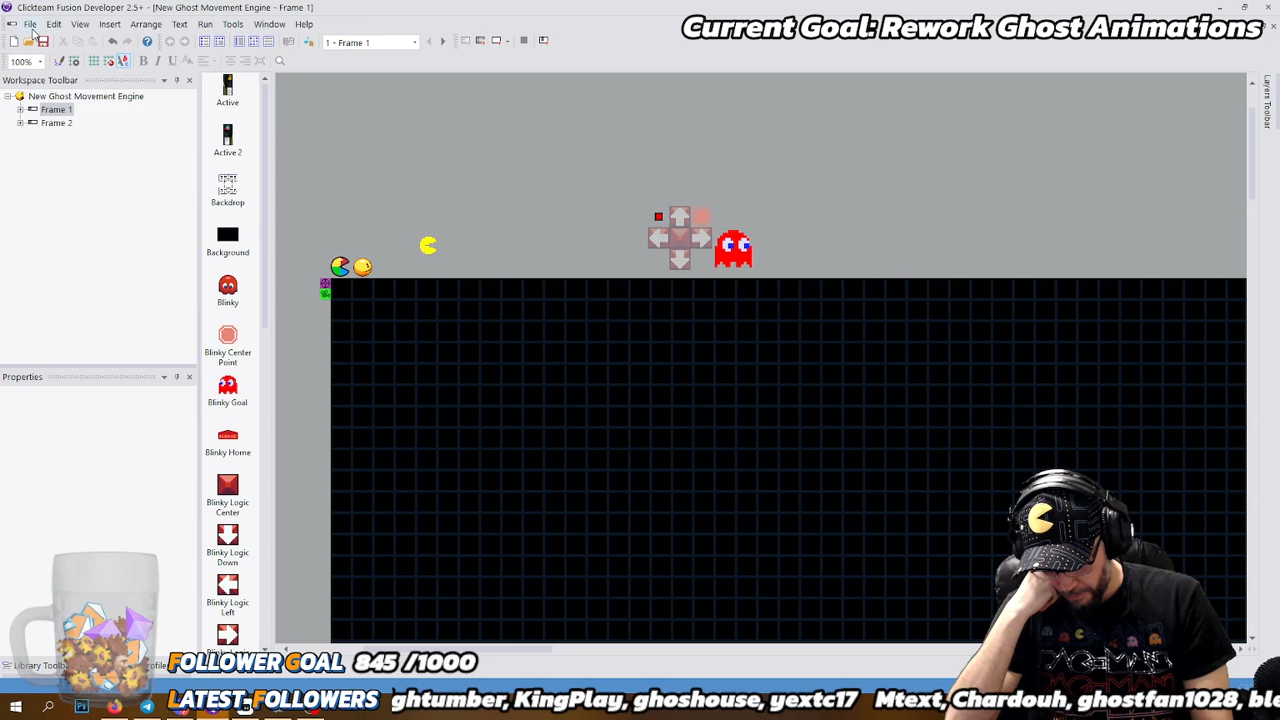 Clickteam Fusion Developer 2.5+ - [New Ghost Movement Engine - Frame 1]
File Edit View Insert Arrange Text Run Tools Window Help
Current Goal: Rework Ghost Animations
1 - Frame 1
100%
Workspace Toolbar
New Ghost Movement Engine
Frame 1
Frame 2
Properties
Active
Active 2
Backdrop
Background
Blinky
Blinky Center
Point
Blinky Goal
Blinky Home
Blinky Logic
Center
Blinky Logic
Down
Blinky Logic
Left
Layers Toolbar
Library Toolba
FOLLOWER GOAL 845 /1000
LATEST FOLLOWERS ghtumber, KingPlay, ghoshouse, yextc17 Mtext, Chardouh, ghostfan1028, bl